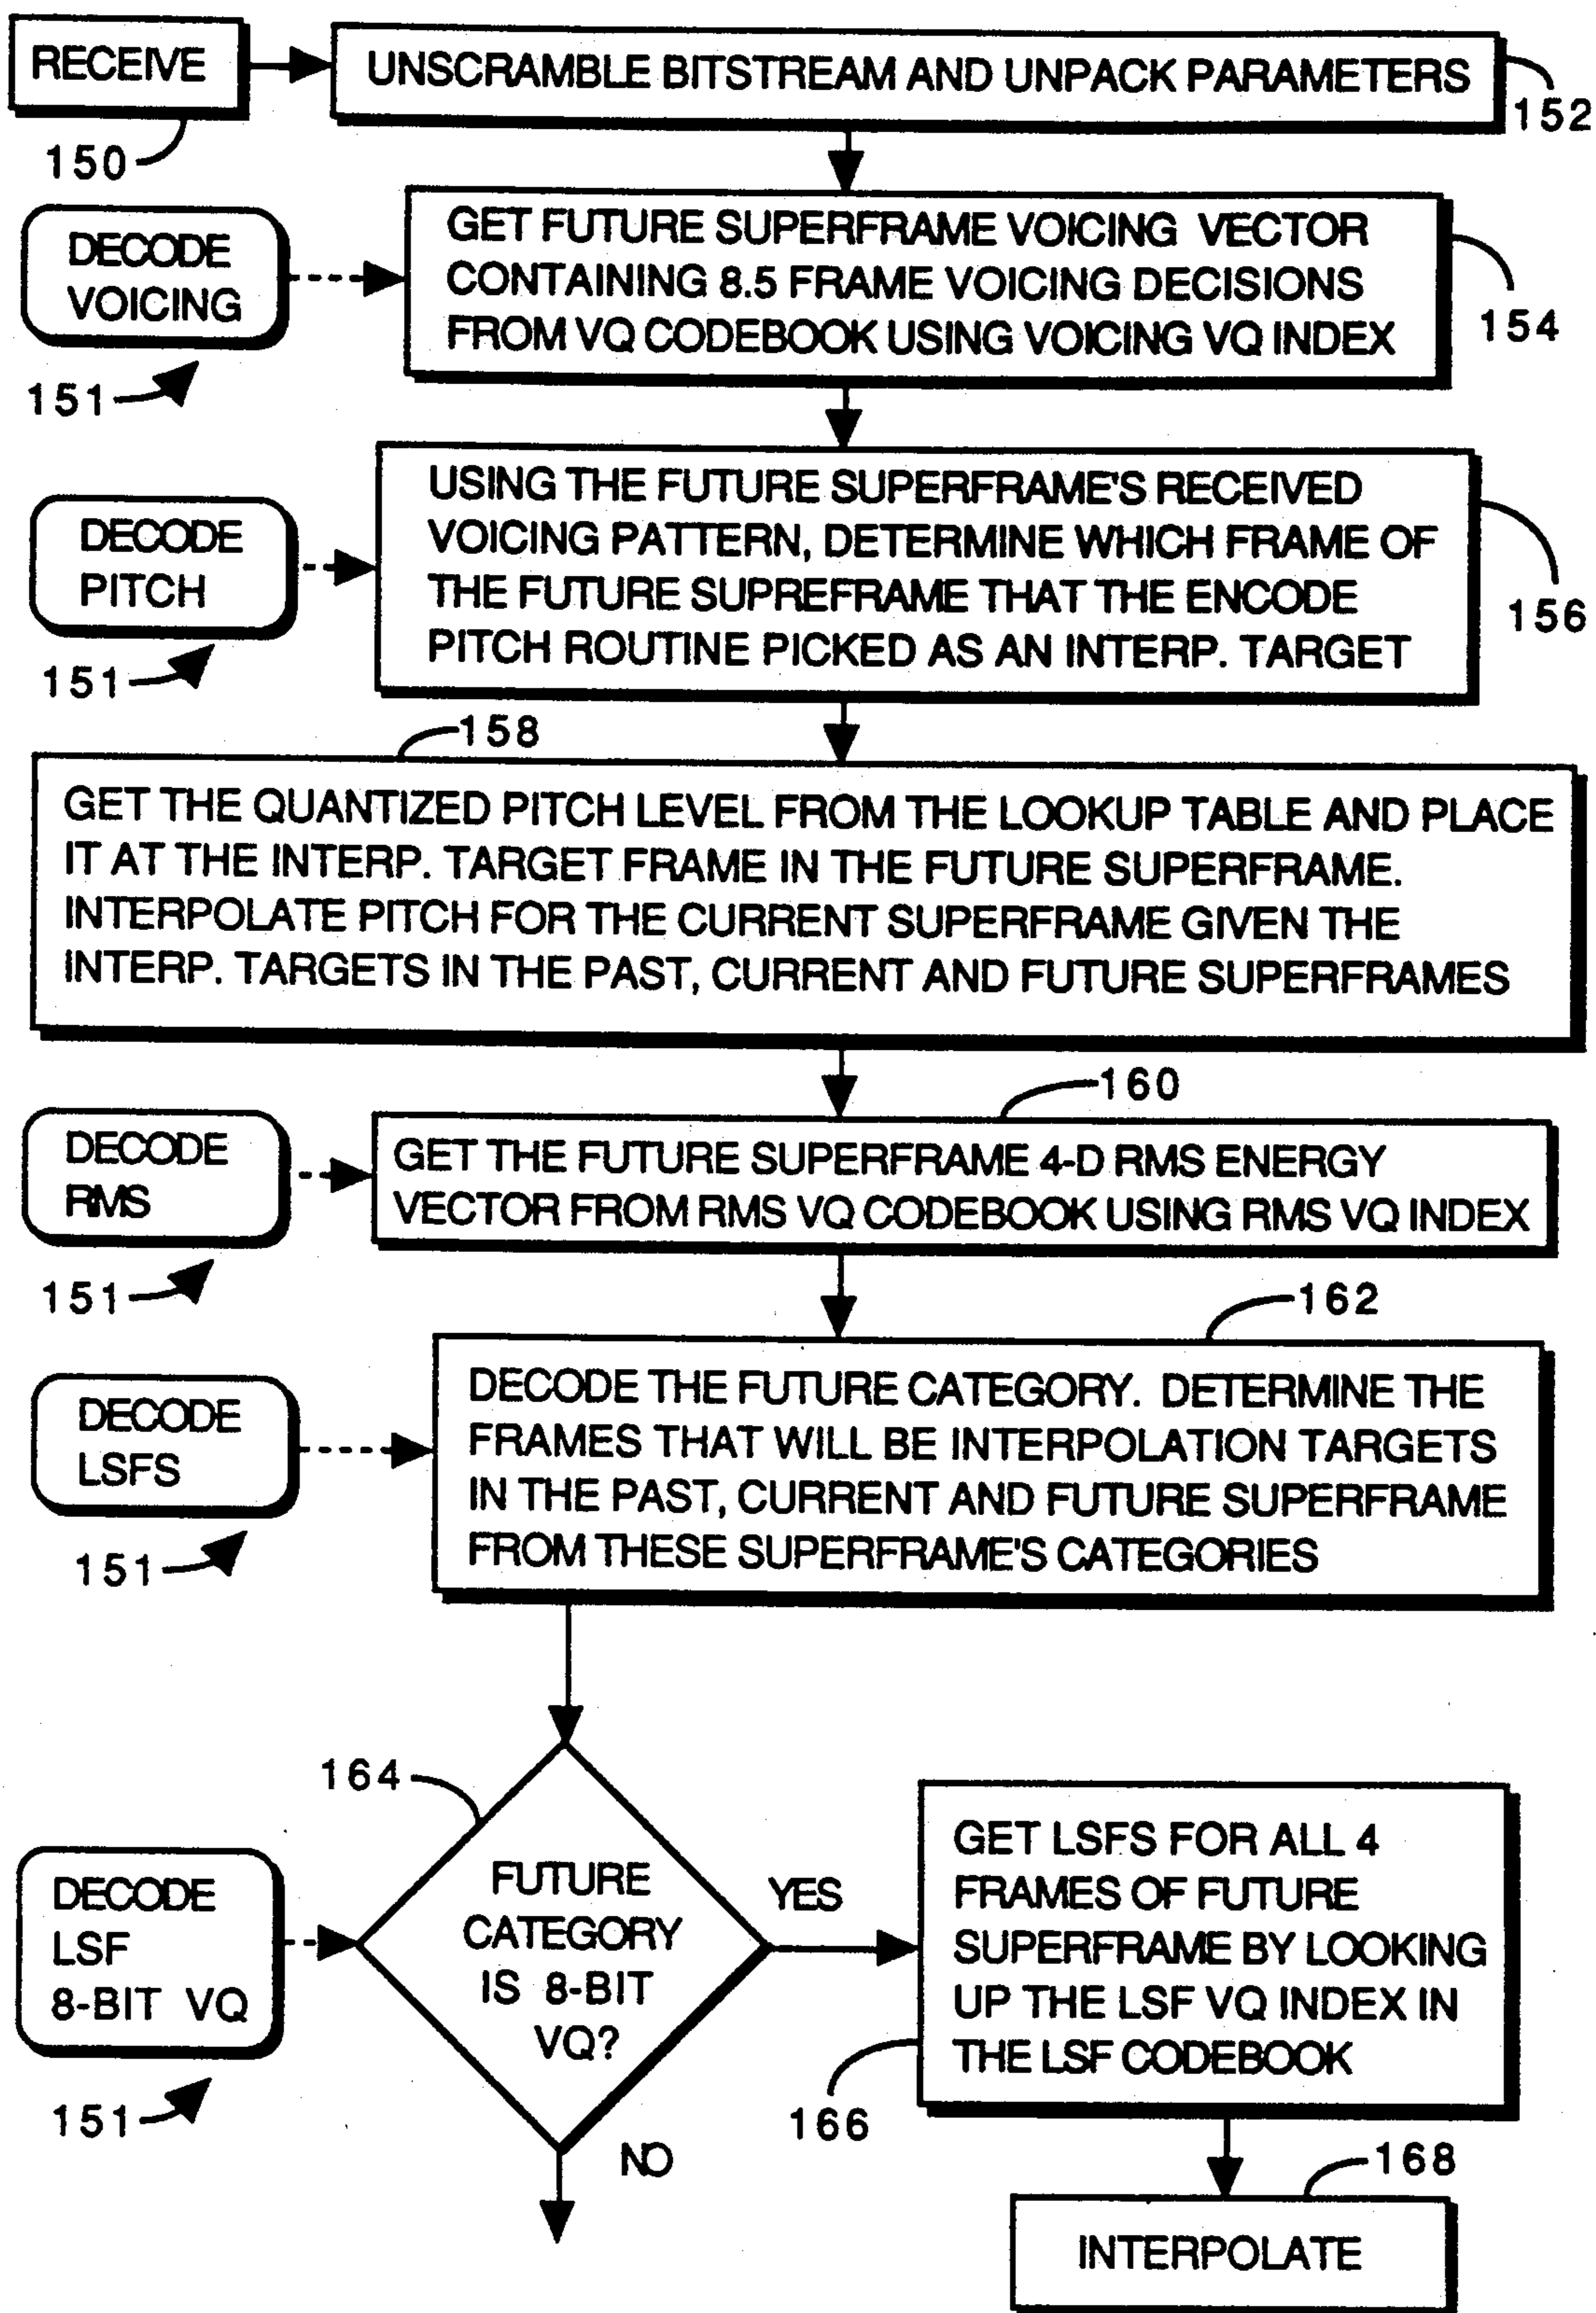 RECEIVE
UNSCRAMBLE BITSTREAM AND UNPACK PARAMETERS
152
150
DECODE
VOICING
151
GET FUTURE SUPERFRAME VOICING VECTOR
CONTAINING 8.5 FRAME VOICING DECISIONS
FROM VQ CODEBOOK USING VOICING VQ INDEX
154
DECODE
PITCH
151
USING THE FUTURE SUPERFRAME'S RECEIVED
VOICING PATTERN, DETERMINE WHICH FRAME OF
THE FUTURE SUPREFRAME THAT THE ENCODE
PITCH ROUTINE PICKED AS AN INTERP. TARGET
156
158
GET THE QUANTIZED PITCH LEVEL FROM THE LOOKUP TABLE AND PLACE
IT AT THE INTERP. TARGET FRAME IN THE FUTURE SUPERFRAME.
INTERPOLATE PITCH FOR THE CURRENT SUPERFRAME GIVEN THE
INTERP. TARGETS IN THE PAST, CURRENT AND FUTURE SUPERFRAMES
160
DECODE
RMS
151
GET THE FUTURE SUPERFRAME 4-D RMS ENERGY
VECTOR FROM RMS VQ CODEBOOK USING RMS VQ INDEX
162
DECODE
LSFS
151
DECODE THE FUTURE CATEGORY. DETERMINE THE
FRAMES THAT WILL BE INTERPOLATION TARGETS
IN THE PAST, CURRENT AND FUTURE SUPERFRAME
FROM THESE SUPERFRAME'S CATEGORIES
164
DECODE
LSF
8-BIT VQ
151
FUTURE
CATEGORY
IS 8-BIT
VQ?
YES
NO
GET LSFS FOR ALL 4
FRAMES OF FUTURE
SUPERFRAME BY LOOKING
UP THE LSF VQ INDEX IN
THE LSF CODEBOOK
166
168
INTERPOLATE